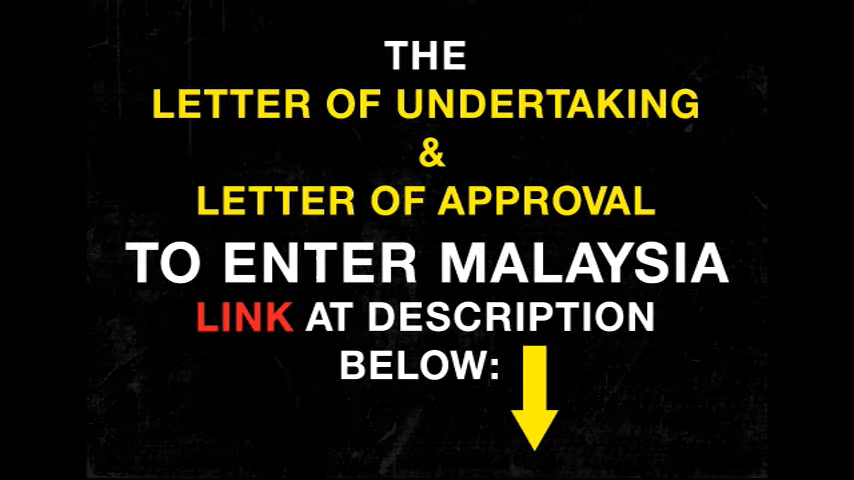 THE
LETTER OF UNDERTAKING
&
LETTER OF APPROVAL
TO ENTER MALAYSIA
LINK AT DESCRIPTION
BELOW: